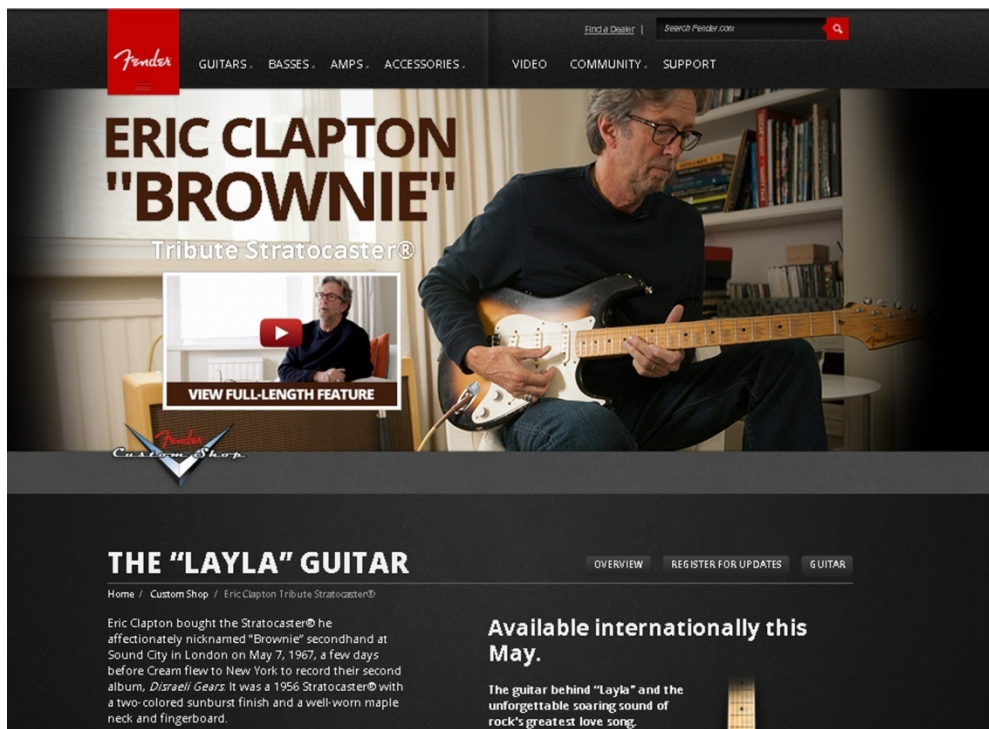 Find a Dealer |
Search Fender.com
Fender
GUITARS
BASSES
AMPS
ACCESSORIES
VIDEO
COMMUNITY
SUPPORT
ERIC CLAPTON
"BROWNIE"
Tribute Stratocaster®
VIEW FULL-LENGTH FEATURE
Fender
Custom Shop
Fender
THE “LAYLA” GUITAR
OVERVIEW
REGISTER FOR UPDATES
GUITAR
Home / Custom Shop / Eric Clapton Tribute Stratocaster®
Eric Clapton bought the Stratocaster® he
affectionately nicknamed "Brownie" secondhand at
Sound City in London on May 7, 1967, a few days
before Cream flew to New York to record their second
album, Disraeli Gears. It was a 1956 Stratocaster® with
a two-colored sunburst finish and a well-worn maple
neck and fingerboard.
Available internationally this
May.
The guitar behind “Layla” and the
unforgettable soaring sound of
rock's greatest love song.